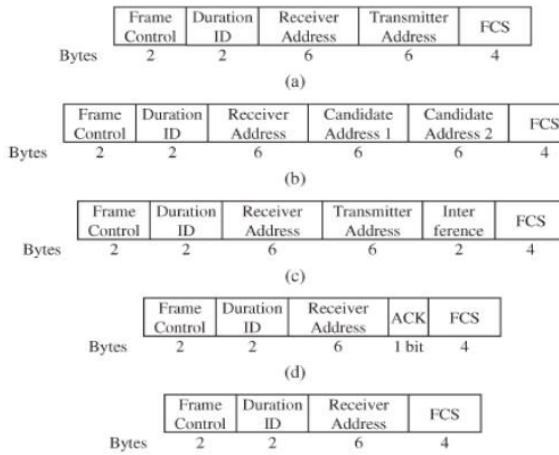 Frame Control Duration ID Receiver Address Transmitter Address FCS
Bytes 2 2 6 6 4
(a)
Frame Control Duration ID Receiver Address Candidate Address 1 Candidate Address 2 FCS
Bytes 2 2 6 6 6 4
(b)
Frame Control Duration ID Receiver Address Transmitter Address Inter ference FCS
Bytes 2 2 6 6 2 4
(c)
Frame Control Duration ID Receiver Address ACK FCS
Bytes 2 2 6 1 bit 4
(d)
Frame Control Duration ID Receiver Address FCS
Bytes 2 2 6 4